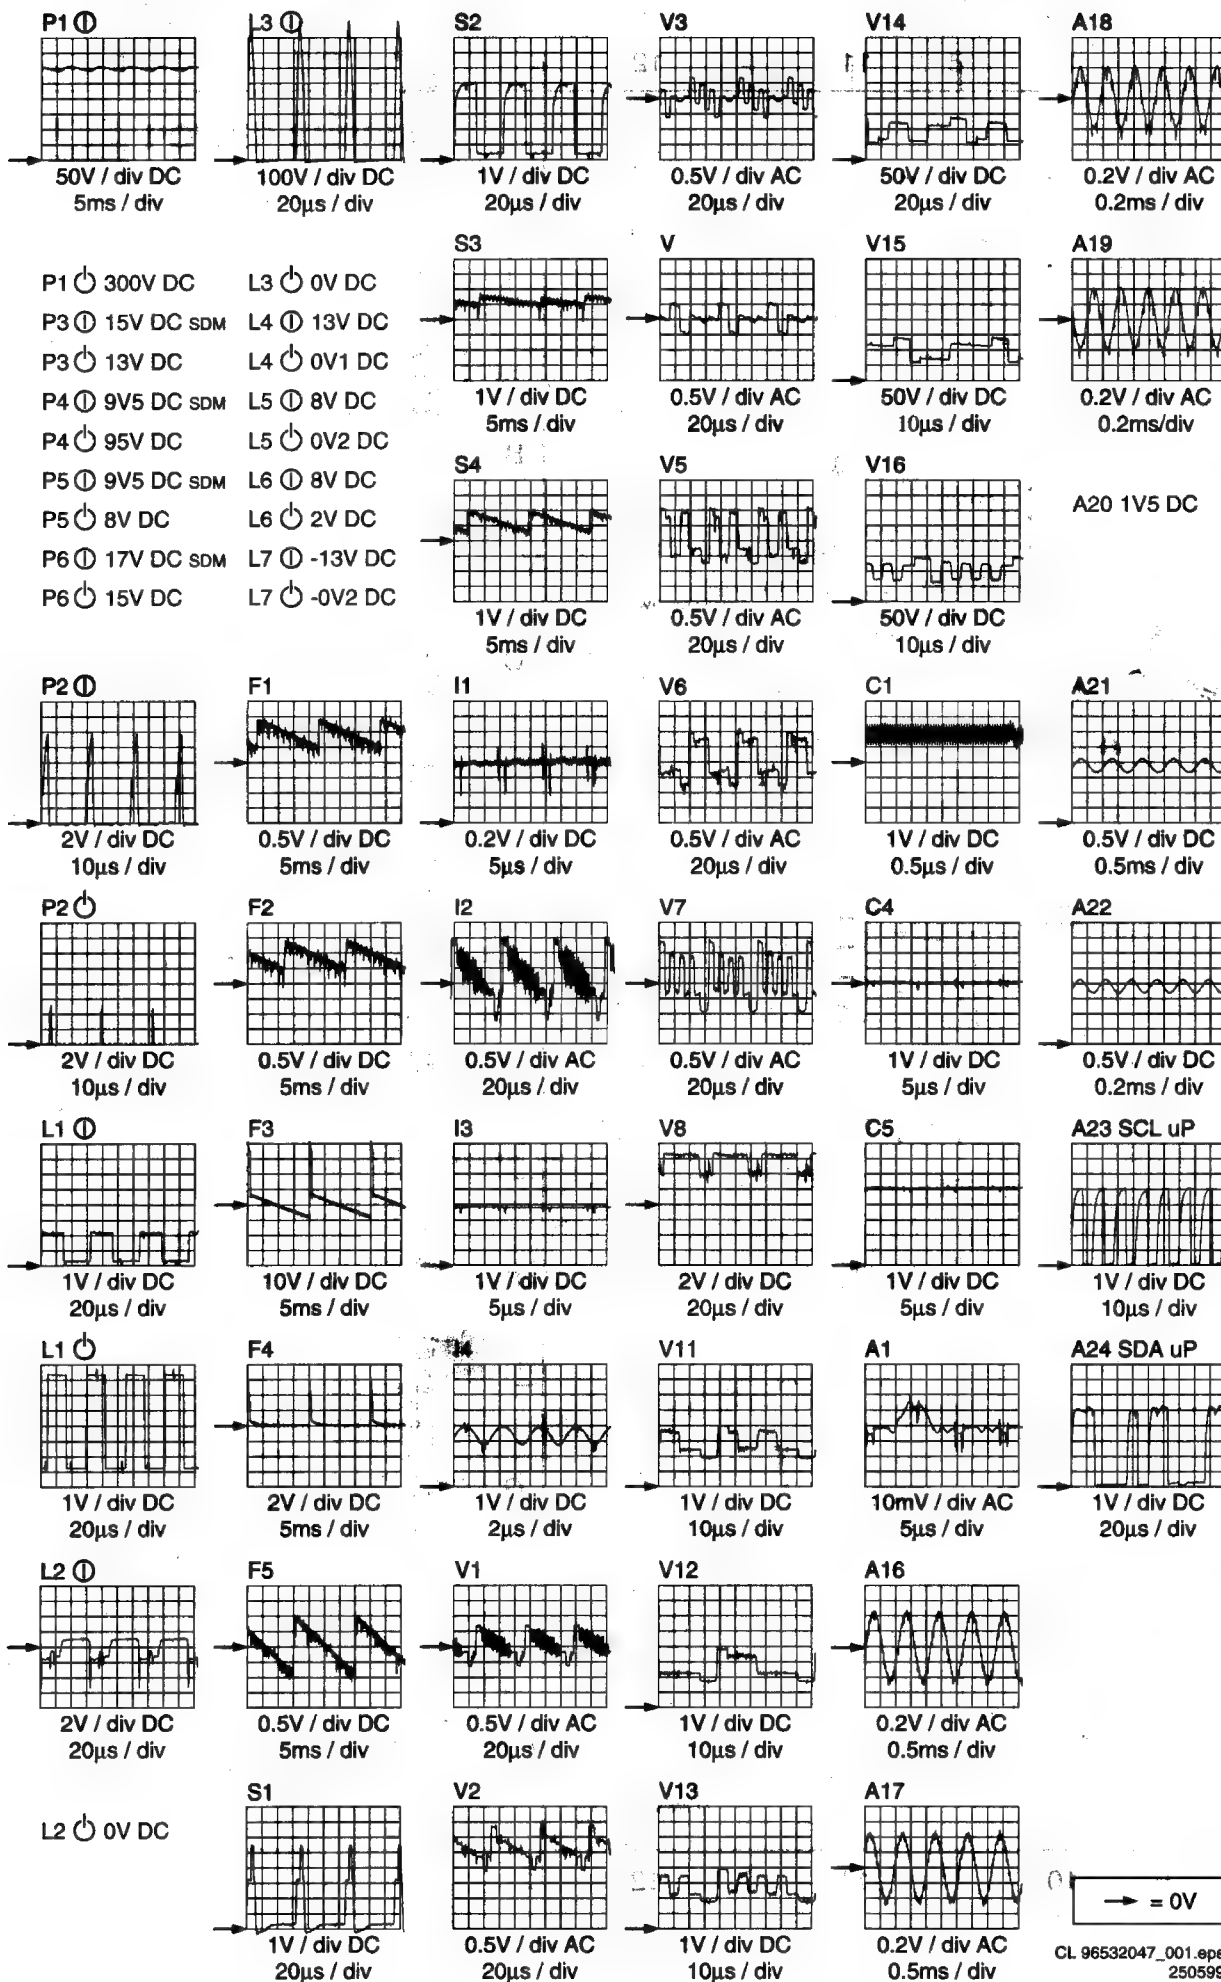 P1 ⏼ L3 ⏼ S2 V3 V14 A18
50V / div DC 100V / div DC 1V / div DC 0.5V / div AC 50V / div DC 0.2V / div AC
5ms / div 20µs / div 20µs / div 20µs / div 20µs / div 0.2ms / div
S3 V V15 A19
P1 ⏻ 300V DC L3 ⏻ 0V DC
P3 ⏼ 15V DC SDM L4 ⏼ 13V DC
P3 ⏻ 13V DC L4 ⏻ 0V1 DC
P4 ⏼ 9V5 DC SDM L5 ⏼ 8V DC
1V / div DC 0.5V / div AC 50V / div DC 0.2V / div AC
5ms / div 20µs / div 10µs / div 0.2ms/div
P4 ⏻ 95V DC L5 ⏻ 0V2 DC
S4 V5 V16
P5 ⏼ 9V5 DC SDM L6 ⏼ 8V DC
A20 1V5 DC
P5 ⏻ 8V DC L6 ⏻ 2V DC
P6 ⏼ 17V DC SDM L7 ⏼ -13V DC
P6 ⏻ 15V DC L7 ⏻ -0V2 DC
1V / div DC 0.5V / div AC 50V / div DC
5ms / div 20µs / div 10µs / div
P2 ⏼ F1 I1 V6 C1 A21
2V / div DC 0.5V / div DC 0.2V / div DC 0.5V / div AC 1V / div DC 0.5V / div DC
10µs / div 5ms / div 5µs / div 20µs / div 0.5µs / div 0.5ms / div
P2 ⏻ F2 I2 V7 C4 A22
2V / div DC 0.5V / div DC 0.5V / div AC 0.5V / div AC 1V / div DC 0.5V / div DC
10µs / div 5ms / div 20µs / div 20µs / div 5µs / div 0.2ms / div
L1 ⏼ F3 I3 V8 C5 A23 SCL uP
1V / div DC 10V / div DC 1V / div DC 2V / div DC 1V / div DC 1V / div DC
20µs / div 5ms / div 5µs / div 20µs / div 5µs / div 10µs / div
L1 ⏻ F4 I4 V11 A1 A24 SDA uP
1V / div DC 2V / div DC 1V / div DC 1V / div DC 10mV / div AC 1V / div DC
20µs / div 5ms / div 2µs / div 10µs / div 5µs / div 20µs / div
L2 ⏼ F5 V1 V12 A16
2V / div DC 0.5V / div DC 0.5V / div AC 1V / div DC 0.2V / div AC
20µs / div 5ms / div 20µs / div 10µs / div 0.5ms / div
S1 V2 V13 A17
L2 ⏻ 0V DC
1V / div DC 0.5V / div AC 1V / div DC 0.2V / div AC
20µs / div 20µs / div 10µs / div 0.5ms / div
→ = 0V
CL 96532047_001.eps
250599